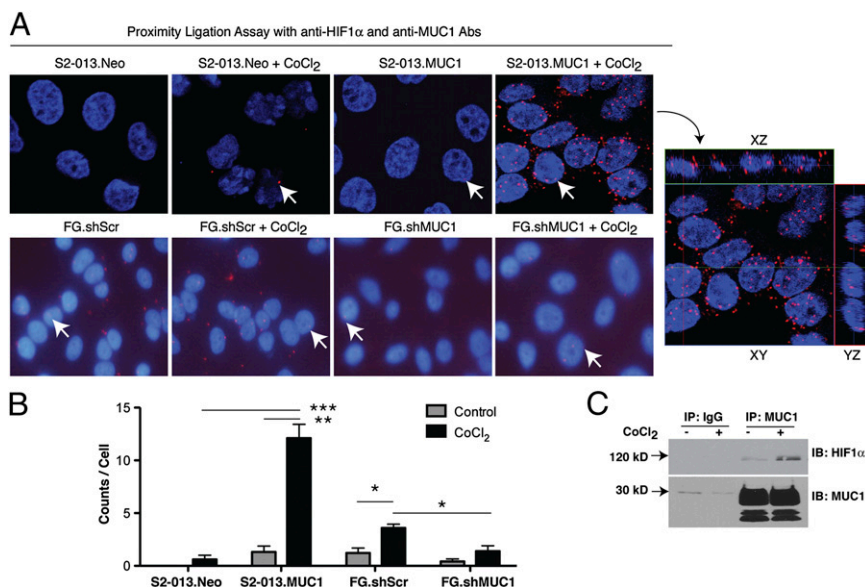 A
Proximity Ligation Assay with anti-HIF1α and anti-MUC1 Abs
S2-013.Neo
S2-013.Neo + CoCl2
S2-013.MUC1
S2-013.MUC1 + CoCl2
XZ
FG.shScr
FG.shScr + CoCl2
FG.shMUC1
FG.shMUC1 + CoCl2
XY
YZ
B
Counts / Cell
15
10
5
0
***
**
*
*
Control
CoCl2
S2-013.Neo
S2-013.MUC1
FG.shScr
FG.shMUC1
C
IP: IgG
IP: MUC1
CoCl2
- + - +
120 kD
IB: HIF1α
30 kD
IB: MUC1